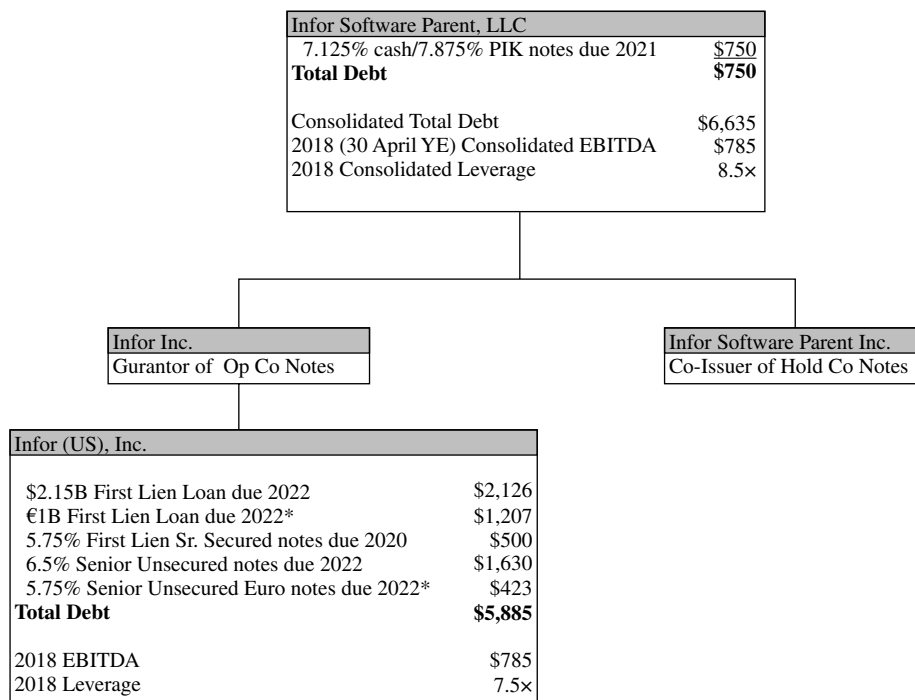 Infor Software Parent, LLC
7.125% cash/7.875% PIK notes due 2021 $750
Total Debt $750
Consolidated Total Debt $6,635
2018 (30 April YE) Consolidated EBITDA $785
2018 Consolidated Leverage 8.5×
Infor Inc.
Gurantor of Op Co Notes
Infor Software Parent Inc.
Co-Issuer of Hold Co Notes
Infor (US), Inc.
$2.15B First Lien Loan due 2022 $2,126
€1B First Lien Loan due 2022* $1,207
5.75% First Lien Sr. Secured notes due 2020 $500
6.5% Senior Unsecured notes due 2022 $1,630
5.75% Senior Unsecured Euro notes due 2022* $423
Total Debt $5,885
2018 EBITDA $785
2018 Leverage 7.5×